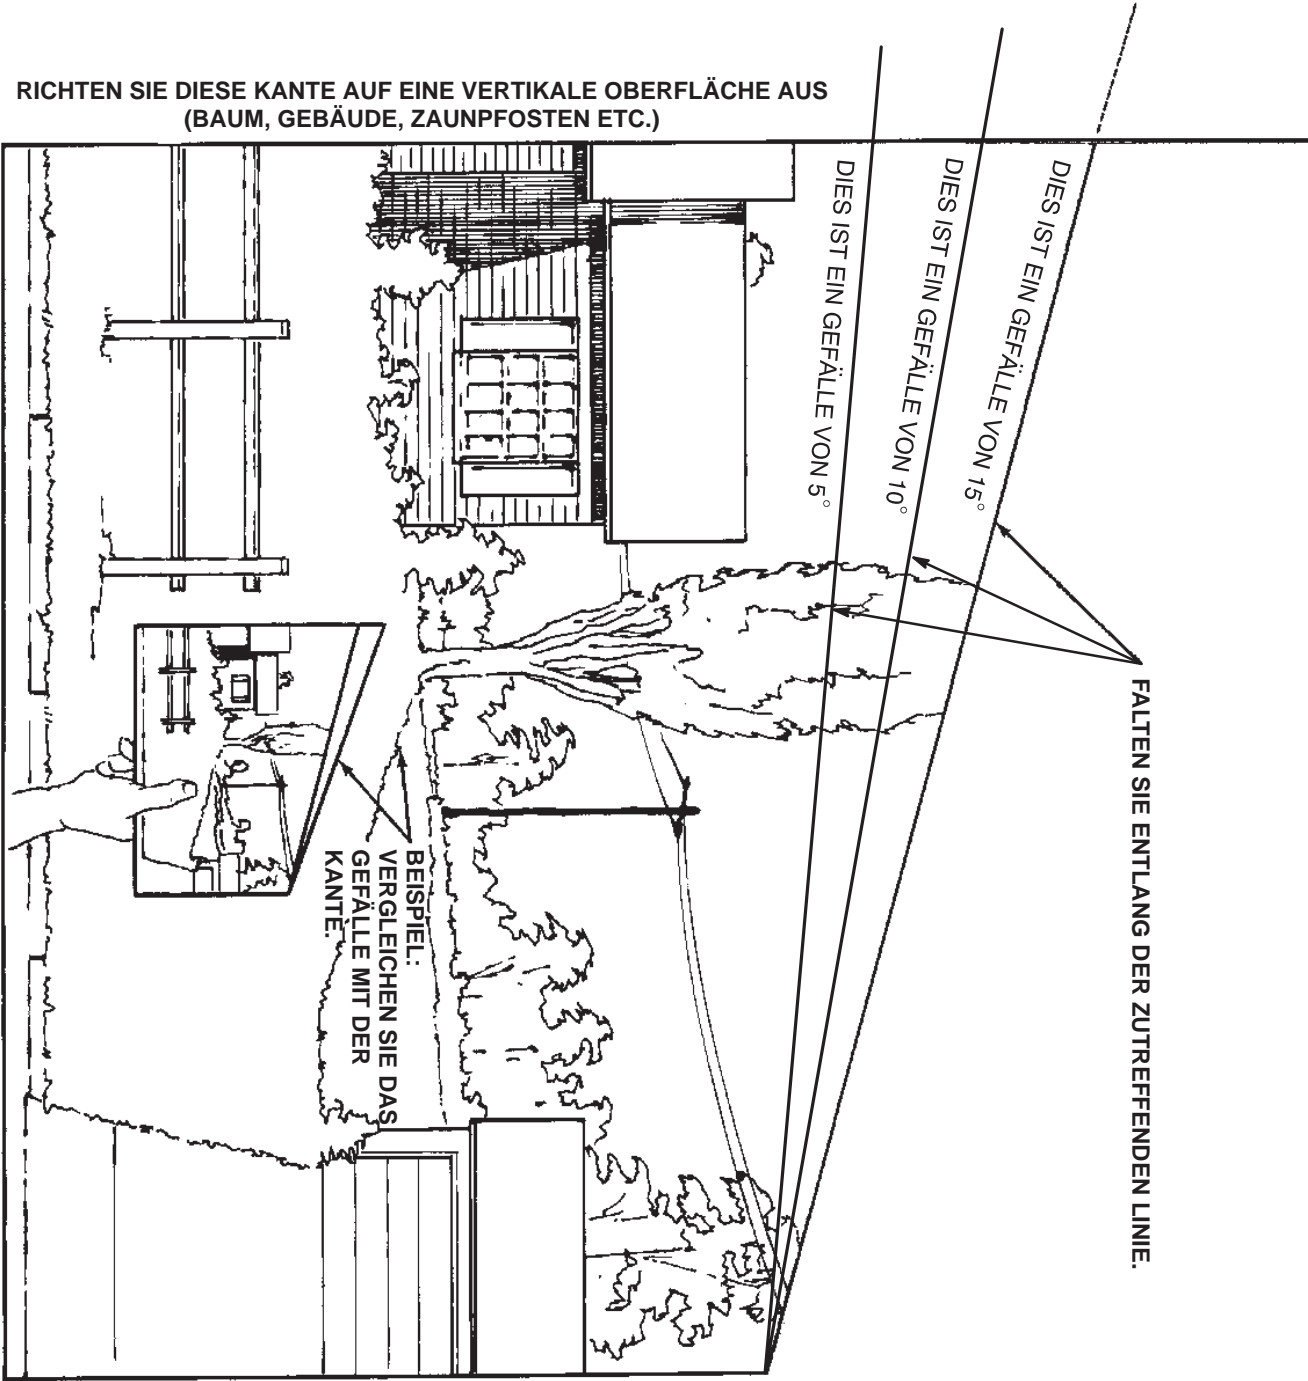 RICHTEN SIE DIESE KANTE AUF EINE VERTIKALE OBERFLÄCHE AUS
(BAUM, GEBÄUDE, ZAUNPFOSTEN ETC.)
DIES IST EIN GEFÄLLE VON 15°
DIES IST EIN GEFÄLLE VON 10°
DIES IST EIN GEFÄLLE VON 5°
FALTEN SIE ENTLANG DER ZUTREFFENDEN LINIE.
BEISPIEL:
VERGLEICHEN SIE DAS
GEFÄLLE MIT DER
KANTE.